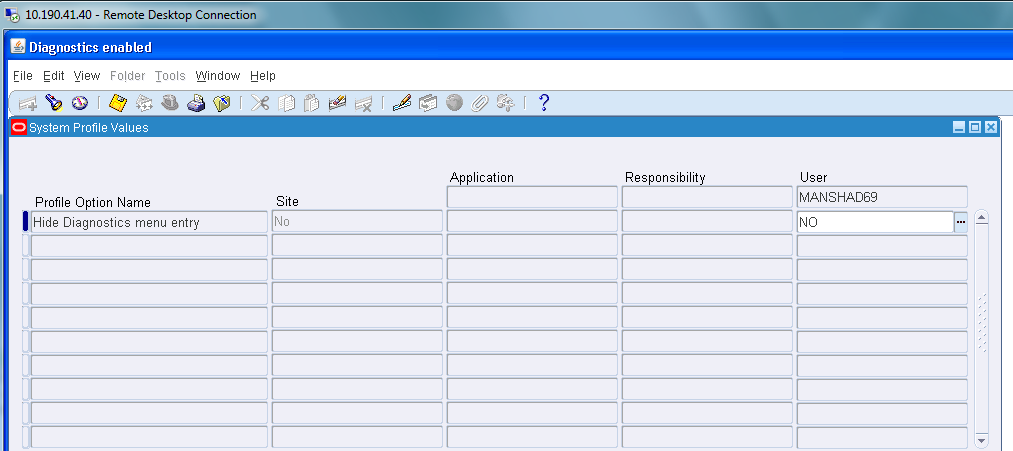 10.190.41.40 - Remote Desktop Connection
Diagnostics enabled
File Edit View Folder Tools Window Help
?
System Profile Values
Application Responsibility User
Profile Option Name Site MANSHAD69
Hide Diagnostics menu entry No NO ...